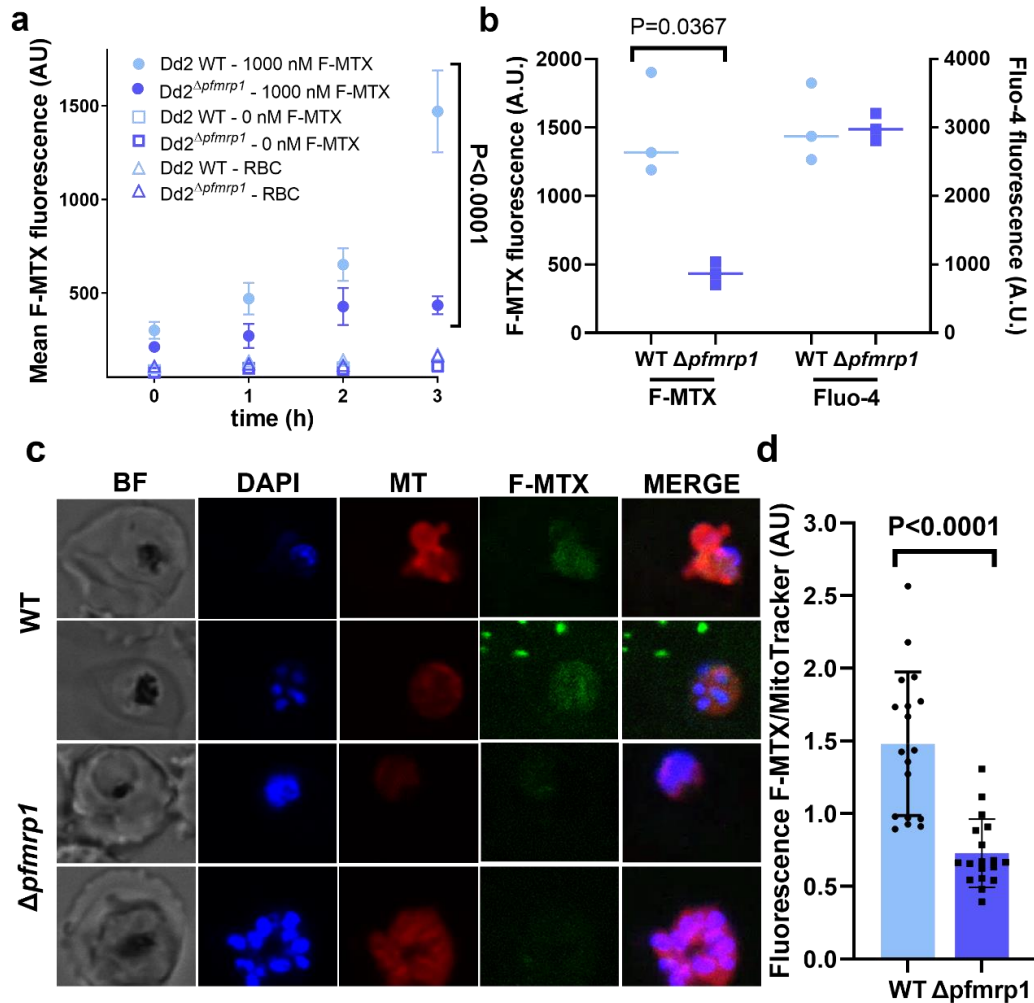 a
Mean F-MTX fluorescence (AU)
1500
1000
500
Dd2 WT - 1000 nM F-MTX
Dd2Δpfmrp1 - 1000 nM F-MTX
Dd2 WT - 0 nM F-MTX
Dd2Δpfmrp1 - 0 nM F-MTX
Dd2 WT - RBC
Dd2Δpfmrp1 - RBC
P<0.0001
0 1 2 3
time (h)
b
P=0.0367
F-MTX fluorescence (A.U.)
2000
1500
1000
500
0
4000
3000
2000
1000
0
Fluo-4 fluorescence (A.U.)
WT Δpfmrp1 WT Δpfmrp1
F-MTX Fluo-4
c
BF DAPI MT F-MTX MERGE
WT
Δpfmrp1
d
P<0.0001
Fluorescence F-MTX/MitoTracker (AU)
3.0
2.5
2.0
1.5
1.0
0.5
0.0
WT Δpfmrp1